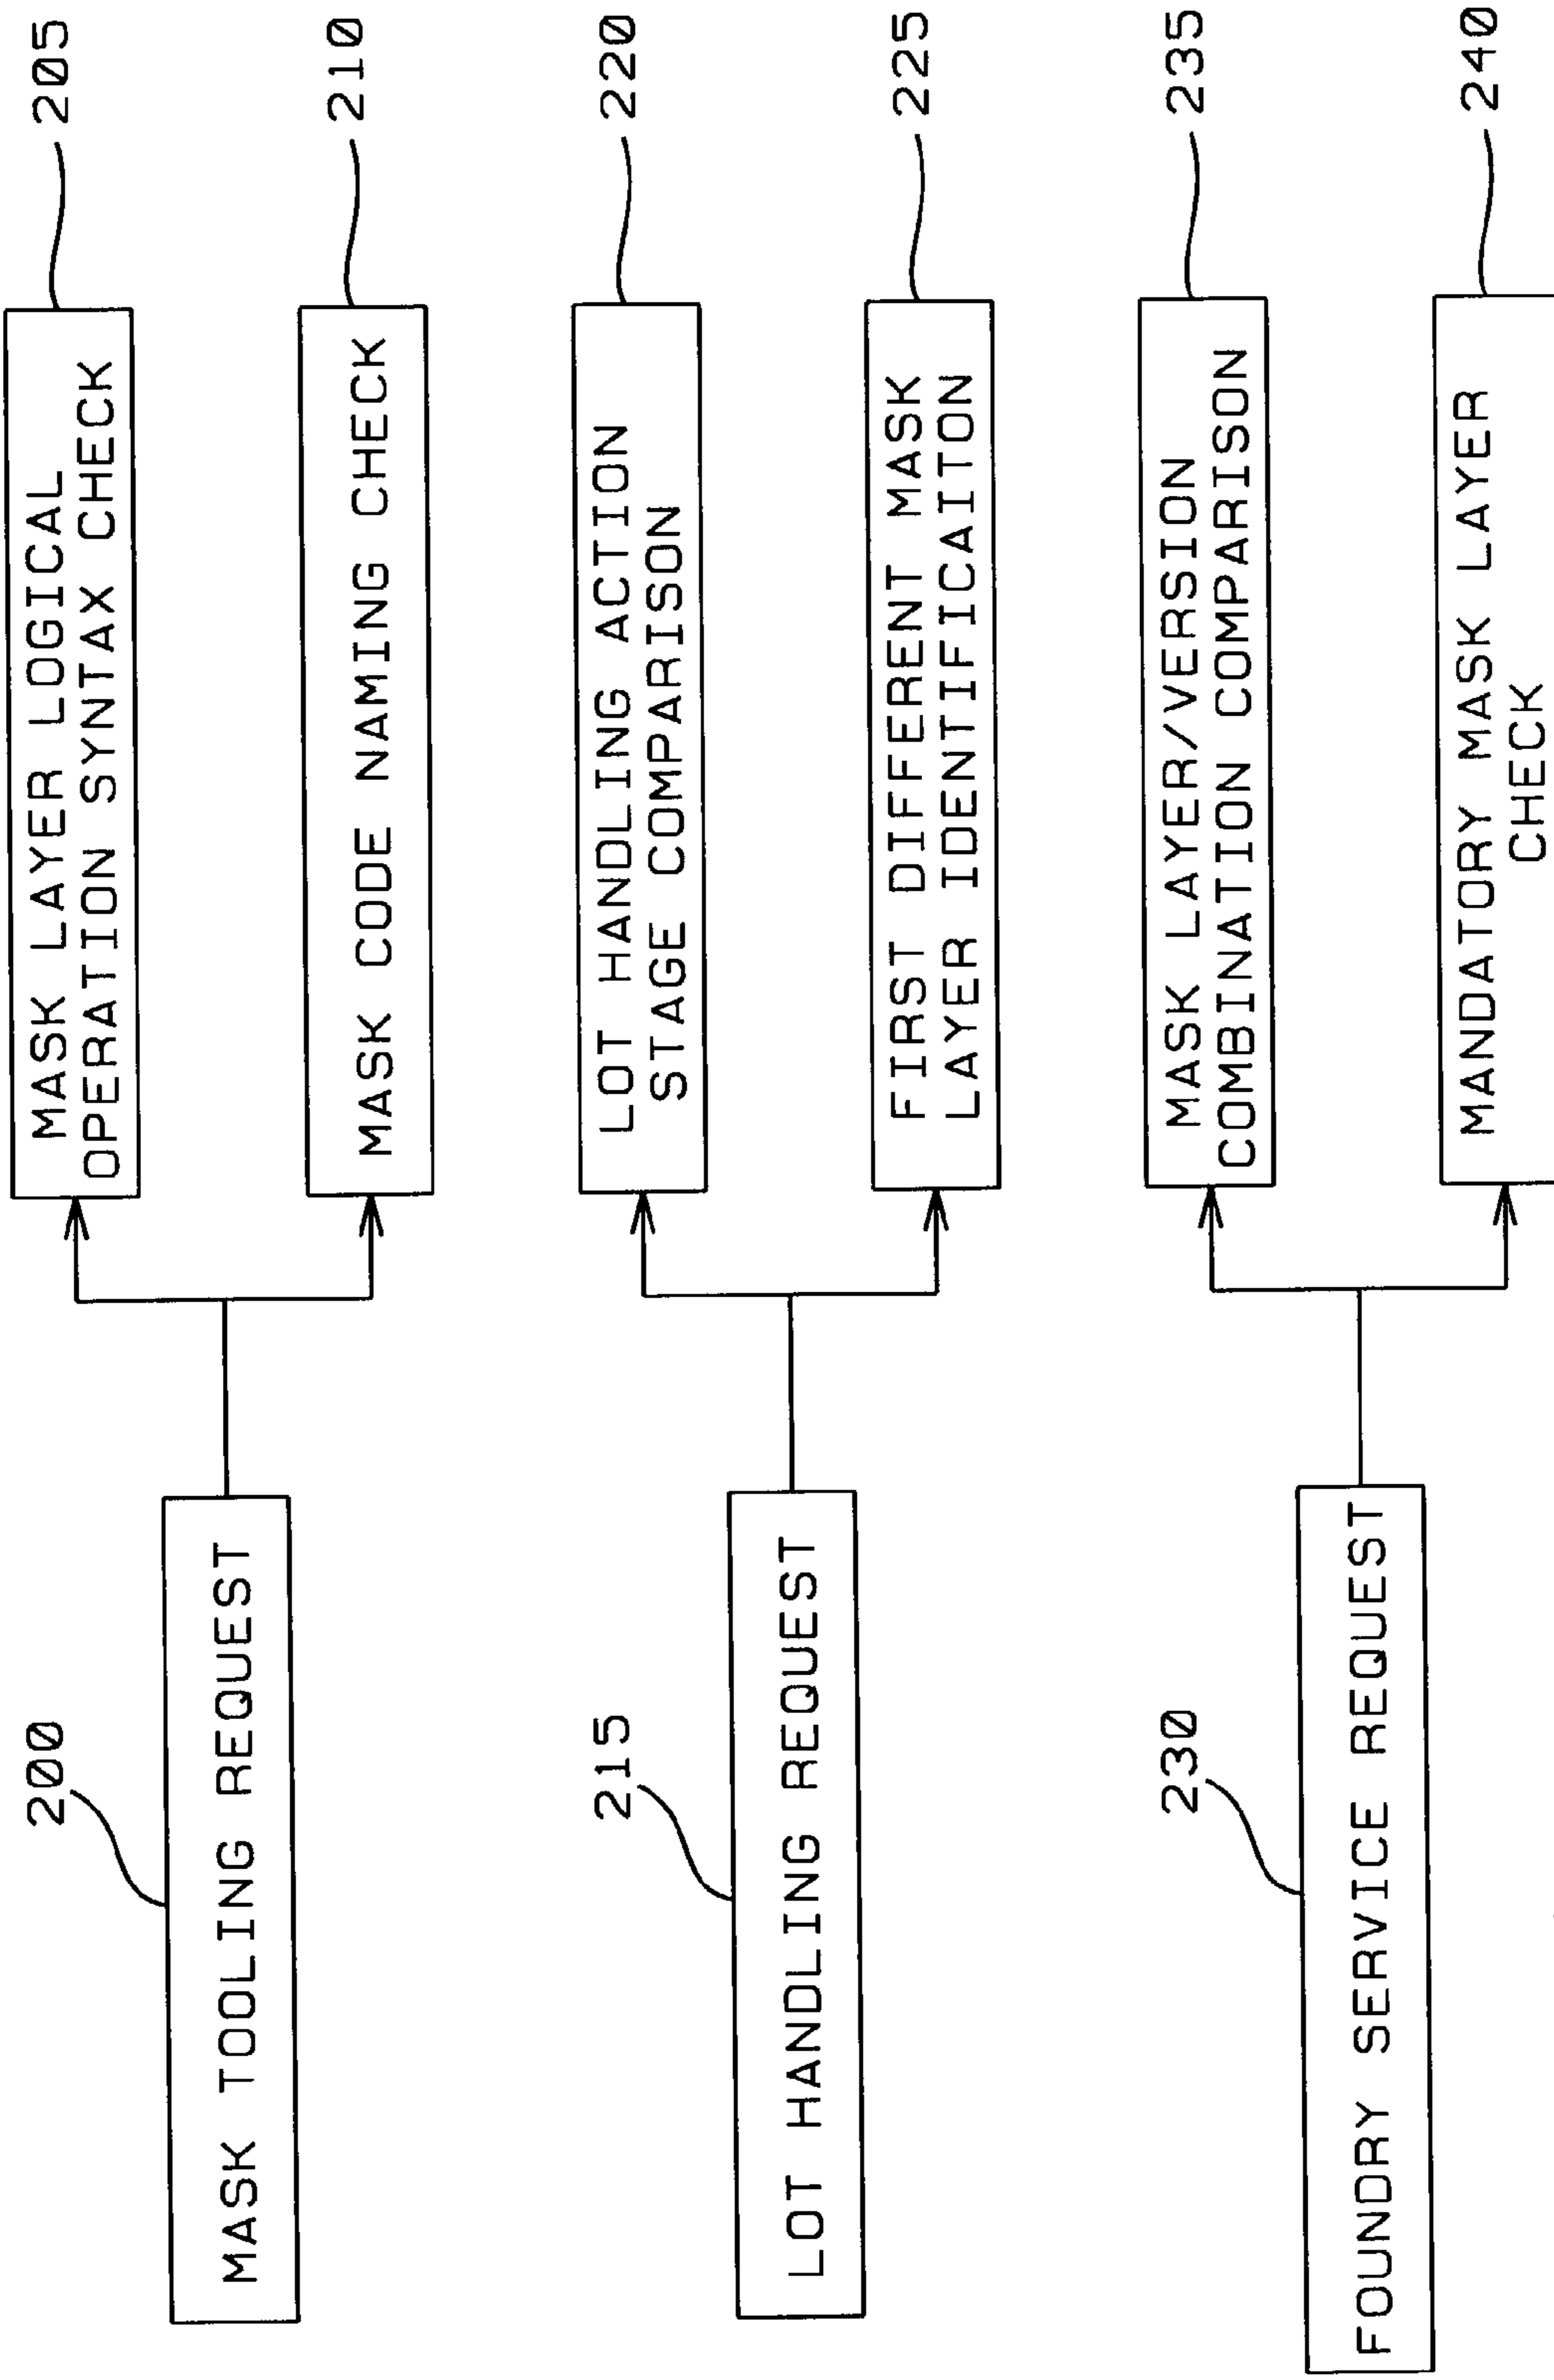 200
MASK TOOLING REQUEST
MASK LAYER LOGICAL
OPERATION SYNTAX CHECK
205
MASK CODE NAMING CHECK
210
215
LOT HANDLING REQUEST
LOT HANDLING ACTION
STAGE COMPARISON
220
FIRST DIFFERENT MASK
LAYER IDENTIFICAITON
225
230
FOUNDRY SERVICE REQUEST
MASK LAYER/VERSION
COMBINATION COMPARISON
235
MANDATORY MASK LAYER
CHECK
240